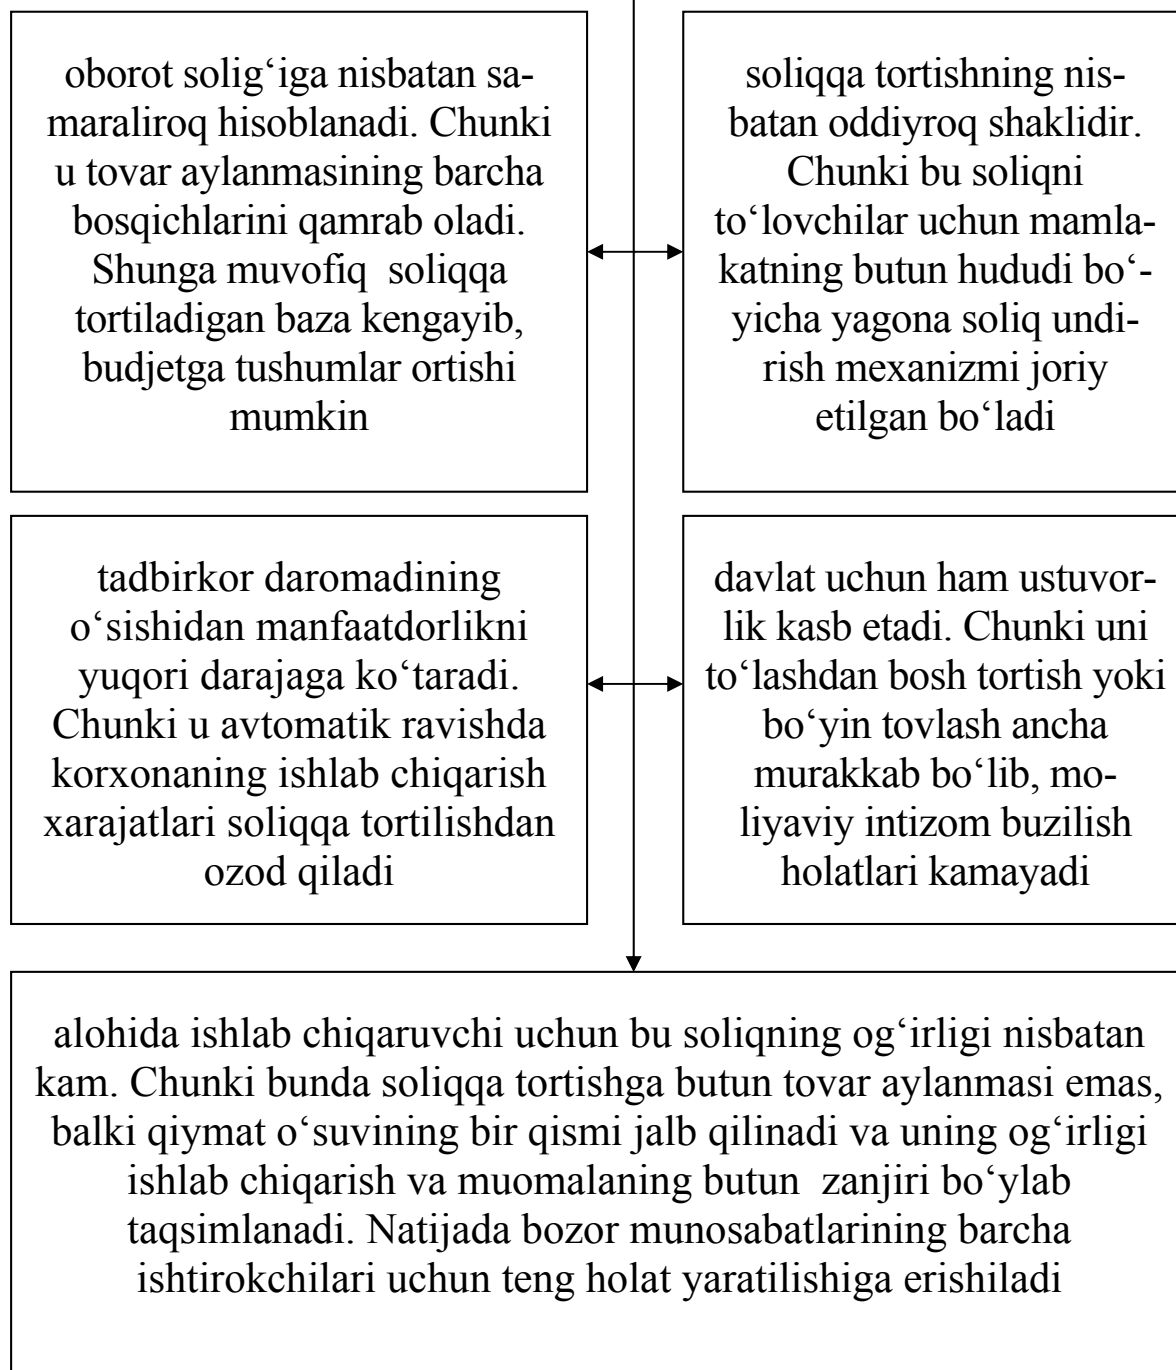 oborot solig‘iga nisbatan sa-
maraliroq hisoblanadi. Chunki
u tovar aylanmasining barcha
bosqichlarini qamrab oladi.
Shunga muvofiq  soliqqa
tortiladigan baza kengayib,
budjetga tushumlar ortishi
mumkin
soliqqa tortishning nis-
batan oddiyroq shaklidir.
Chunki bu soliqni
to‘lovchilar uchun mamla-
katning butun hududi bo‘-
yicha yagona soliq undi-
rish mexanizmi joriy
etilgan bo‘ladi
tadbirkor daromadining
o‘sishidan manfaatdorlikni
yuqori darajaga ko‘taradi.
Chunki u avtomatik ravishda
korxonaning ishlab chiqarish
xarajatlari soliqqa tortilishdan
ozod qiladi
davlat uchun ham ustuvor-
lik kasb etadi. Chunki uni
to‘lashdan bosh tortish yoki
bo‘yin tovlash ancha
murakkab bo‘lib, mo-
liyaviy intizom buzilish
holatlari kamayadi
alohida ishlab chiqaruvchi uchun bu soliqning og‘irligi nisbatan
kam. Chunki bunda soliqqa tortishga butun tovar aylanmasi emas,
balki qiymat o‘suvining bir qismi jalb qilinadi va uning og‘irligi
ishlab chiqarish va muomalaning butun  zanjiri bo‘ylab
taqsimlanadi. Natijada bozor munosabatlarining barcha
ishtirokchilari uchun teng holat yaratilishiga erishiladi